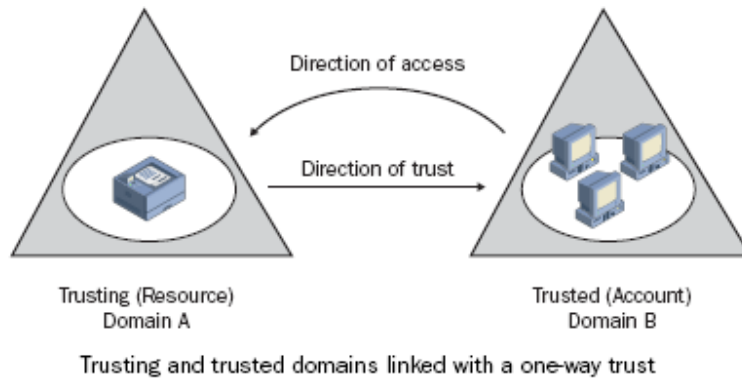 Direction of access
Direction of trust
Trusting (Resource)
Domain A
Trusted (Account)
Domain B
Trusting and trusted domains linked with a one-way trust